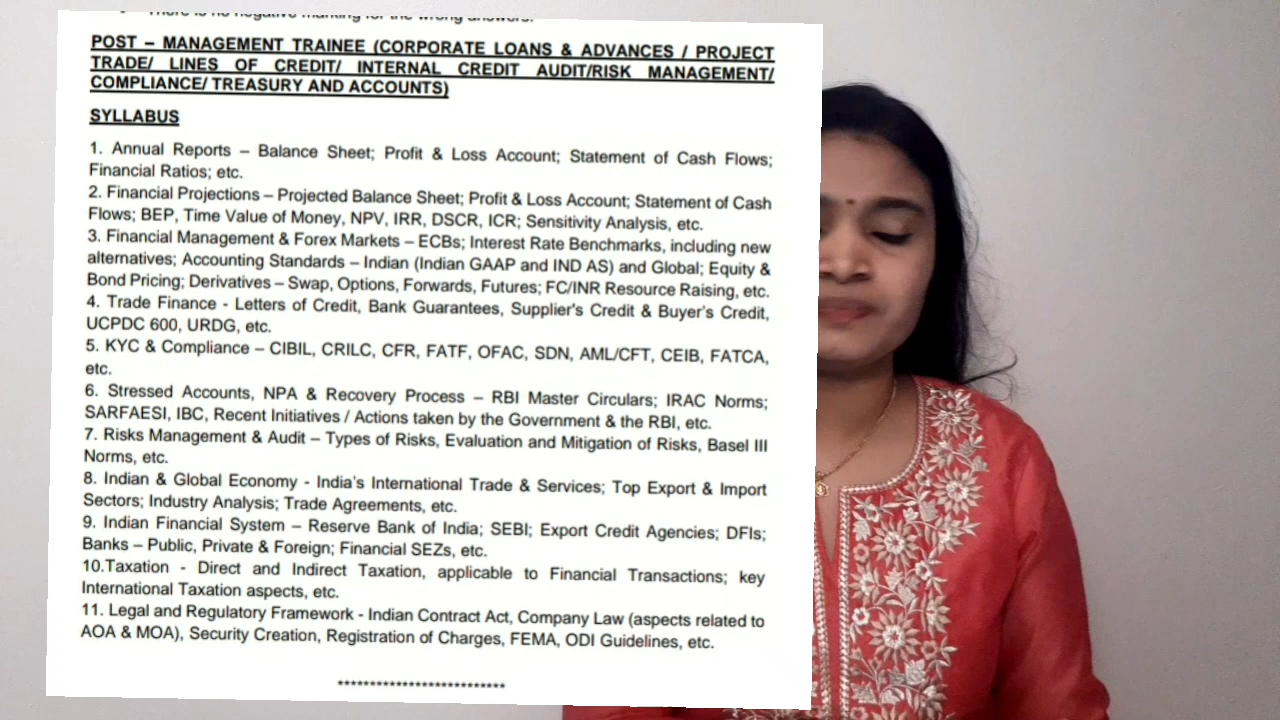 There is no negative marking for the wrong answers.
POST – MANAGEMENT TRAINEE (CORPORATE LOANS & ADVANCES / PROJECT
TRADE/ LINES OF CREDIT/ INTERNAL CREDIT AUDIT/RISK MANAGEMENT/
COMPLIANCE/ TREASURY AND ACCOUNTS)
SYLLABUS
1. Annual Reports – Balance Sheet; Profit & Loss Account; Statement of Cash Flows;
Financial Ratios; etc.
2. Financial Projections – Projected Balance Sheet; Profit & Loss Account; Statement of Cash
Flows; BEP, Time Value of Money, NPV, IRR, DSCR, ICR; Sensitivity Analysis, etc.
3. Financial Management & Forex Markets – ECBs; Interest Rate Benchmarks, including new
alternatives; Accounting Standards – Indian (Indian GAAP and IND AS) and Global; Equity &
Bond Pricing; Derivatives – Swap, Options, Forwards, Futures; FC/INR Resource Raising, etc.
4. Trade Finance - Letters of Credit, Bank Guarantees, Supplier's Credit & Buyer's Credit,
UCPDC 600, URDG, etc.
5. KYC & Compliance – CIBIL, CRILC, CFR, FATF, OFAC, SDN, AML/CFT, CEIB, FATCA,
etc.
6. Stressed Accounts, NPA & Recovery Process – RBI Master Circulars; IRAC Norms;
SARFAESI, IBC, Recent Initiatives / Actions taken by the Government & the RBI, etc.
7. Risks Management & Audit – Types of Risks, Evaluation and Mitigation of Risks, Basel III
Norms, etc.
8. Indian & Global Economy - India's International Trade & Services; Top Export & Import
Sectors; Industry Analysis; Trade Agreements, etc.
9. Indian Financial System – Reserve Bank of India; SEBI; Export Credit Agencies; DFIs;
Banks – Public, Private & Foreign; Financial SEZs, etc.
10.Taxation - Direct and Indirect Taxation, applicable to Financial Transactions; key
International Taxation aspects, etc.
11. Legal and Regulatory Framework - Indian Contract Act, Company Law (aspects related to
AOA & MOA), Security Creation, Registration of Charges, FEMA, ODI Guidelines, etc.
**************************